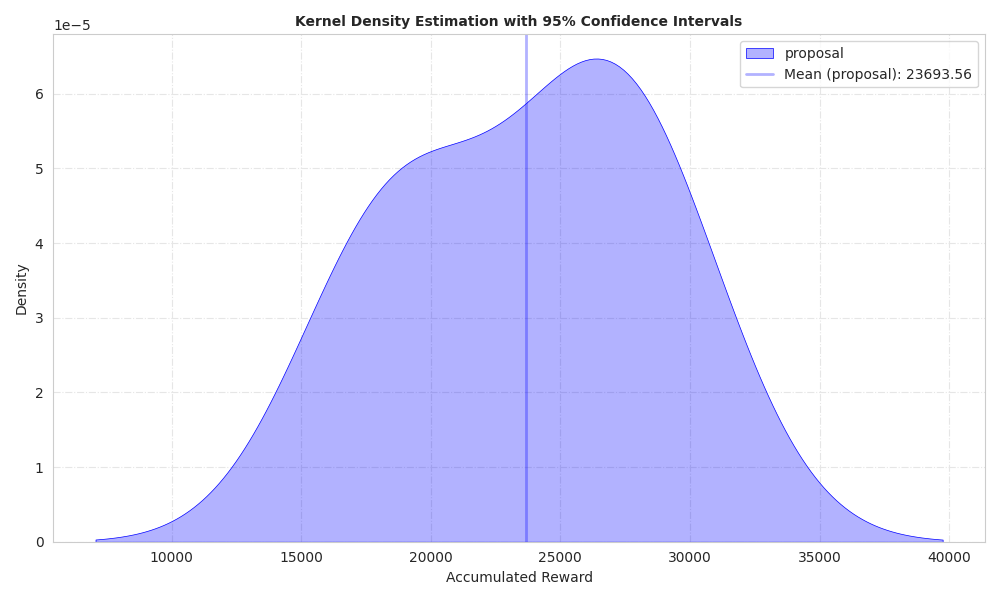 Kernel Density Estimation with 95% Confidence Intervals
1e−5
proposal
Mean (proposal): 23693.56
6
5
4
3
2
1
0
Density
10000 15000 20000 25000 30000 35000 40000
Accumulated Reward